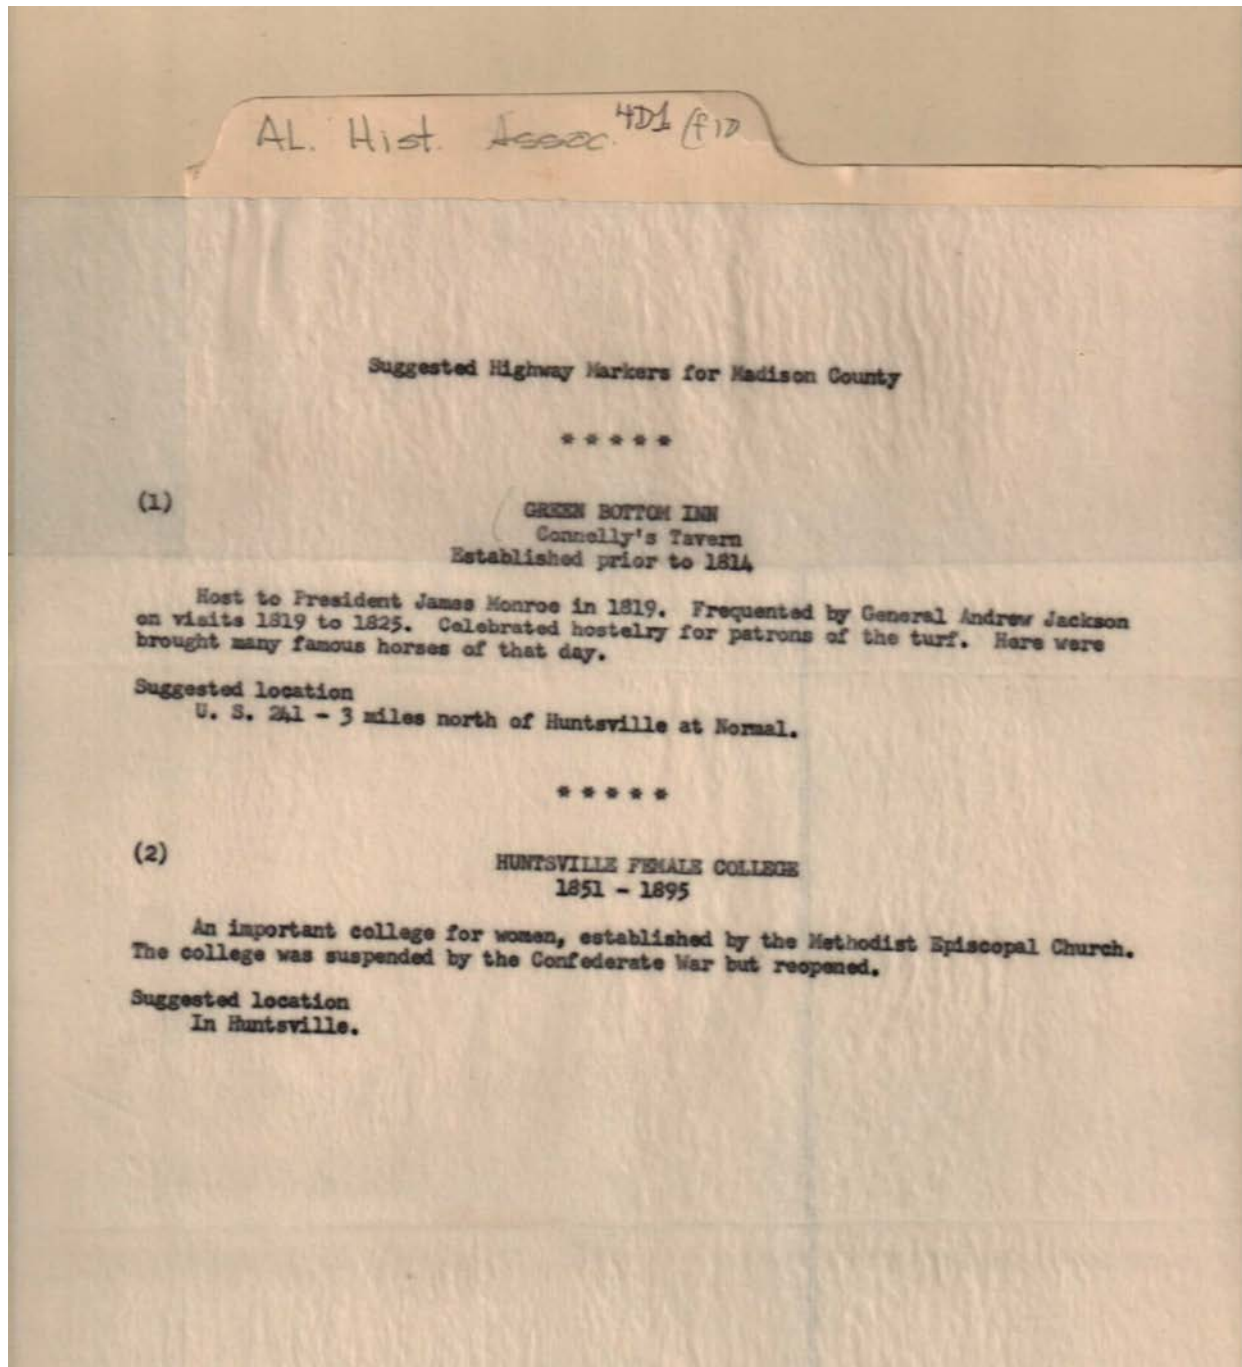 AL. Hist. Assoc. 4D1 (f10
Suggested Highway Markers for Madison County
* * * * *
(1)
GREEN BOTTOM INN
Connelly's Tavern
Established prior to 1814
Host to President James Monroe in 1819. Frequented by General Andrew Jackson
on visits 1819 to 1825. Celebrated hostelry for patrons of the turf. Here were
brought many famous horses of that day.
Suggested location
U. S. 241 - 3 miles north of Huntsville at Normal.
* * * * *
(2)
HUNTSVILLE FEMALE COLLEGE
1851 - 1895
An important college for women, established by the Methodist Episcopal Church.
The college was suspended by the Confederate War but reopened.
Suggested location
In Huntsville.